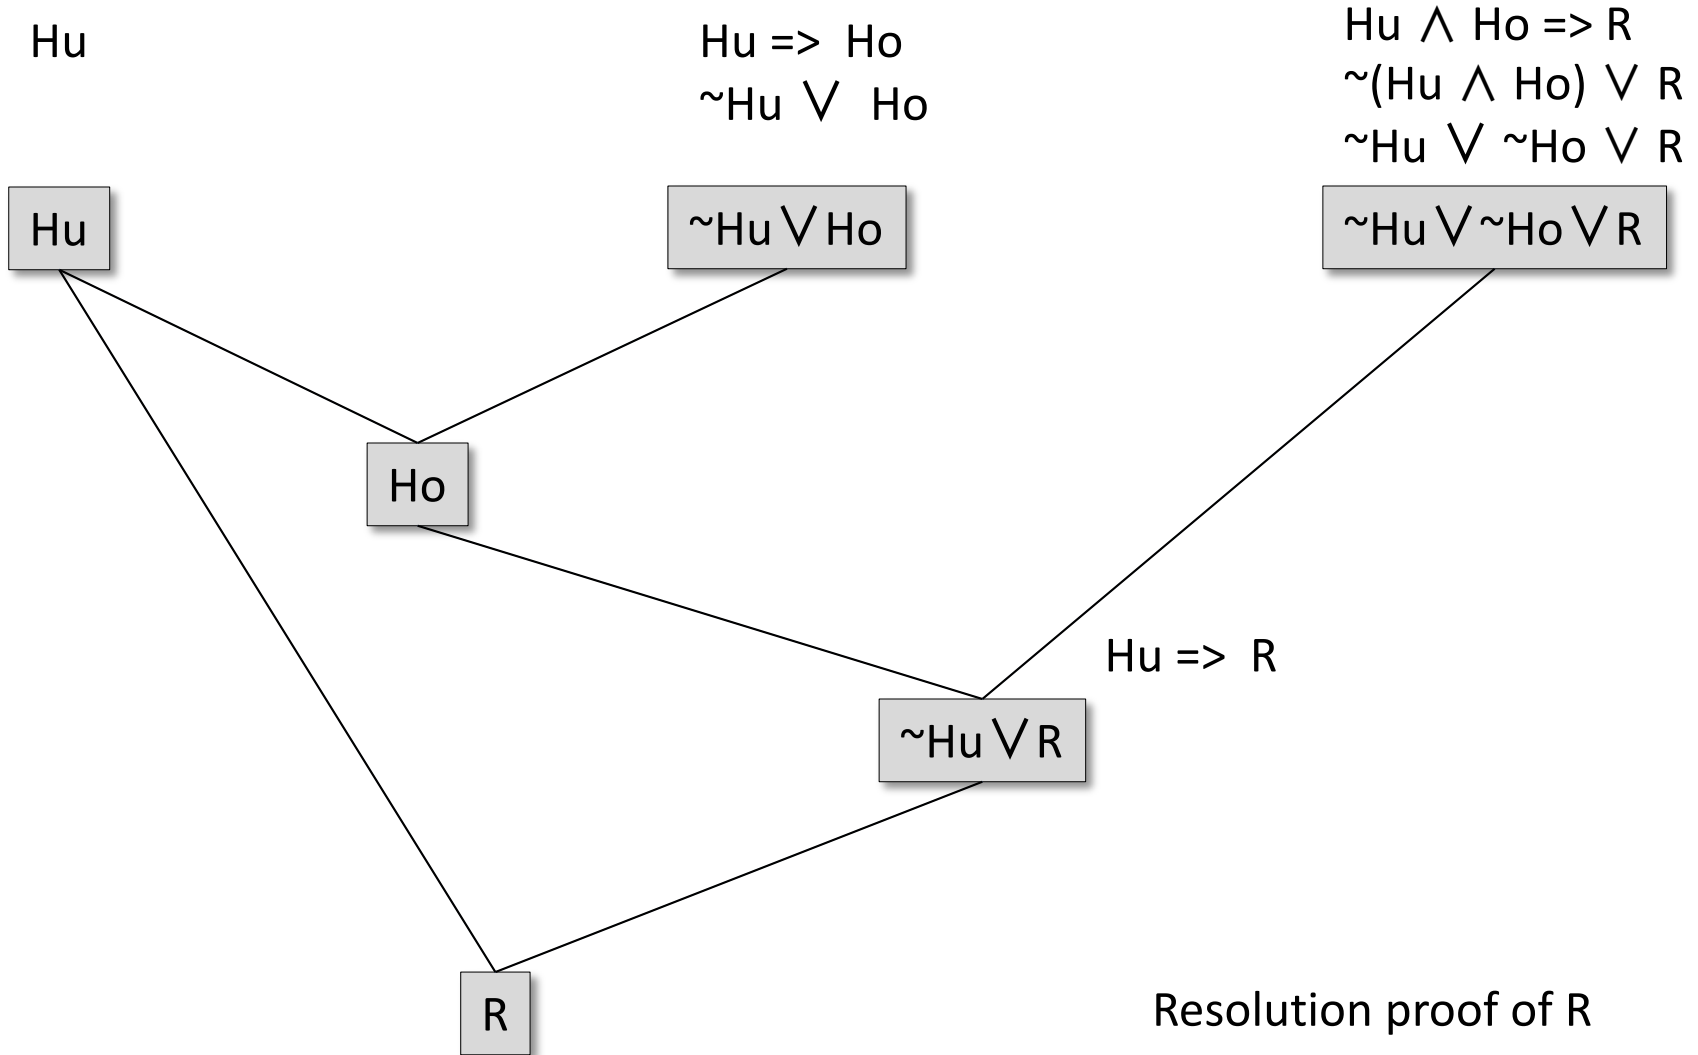 Hu
Hu => Ho
~Hu ∨ Ho
Hu ∧ Ho => R
~(Hu ∧ Ho) ∨ R
~Hu ∨ ~Ho ∨ R
Hu
~Hu ∨ Ho
~Hu ∨ ~Ho ∨ R
Ho
Hu => R
~Hu ∨ R
R
Resolution proof of R